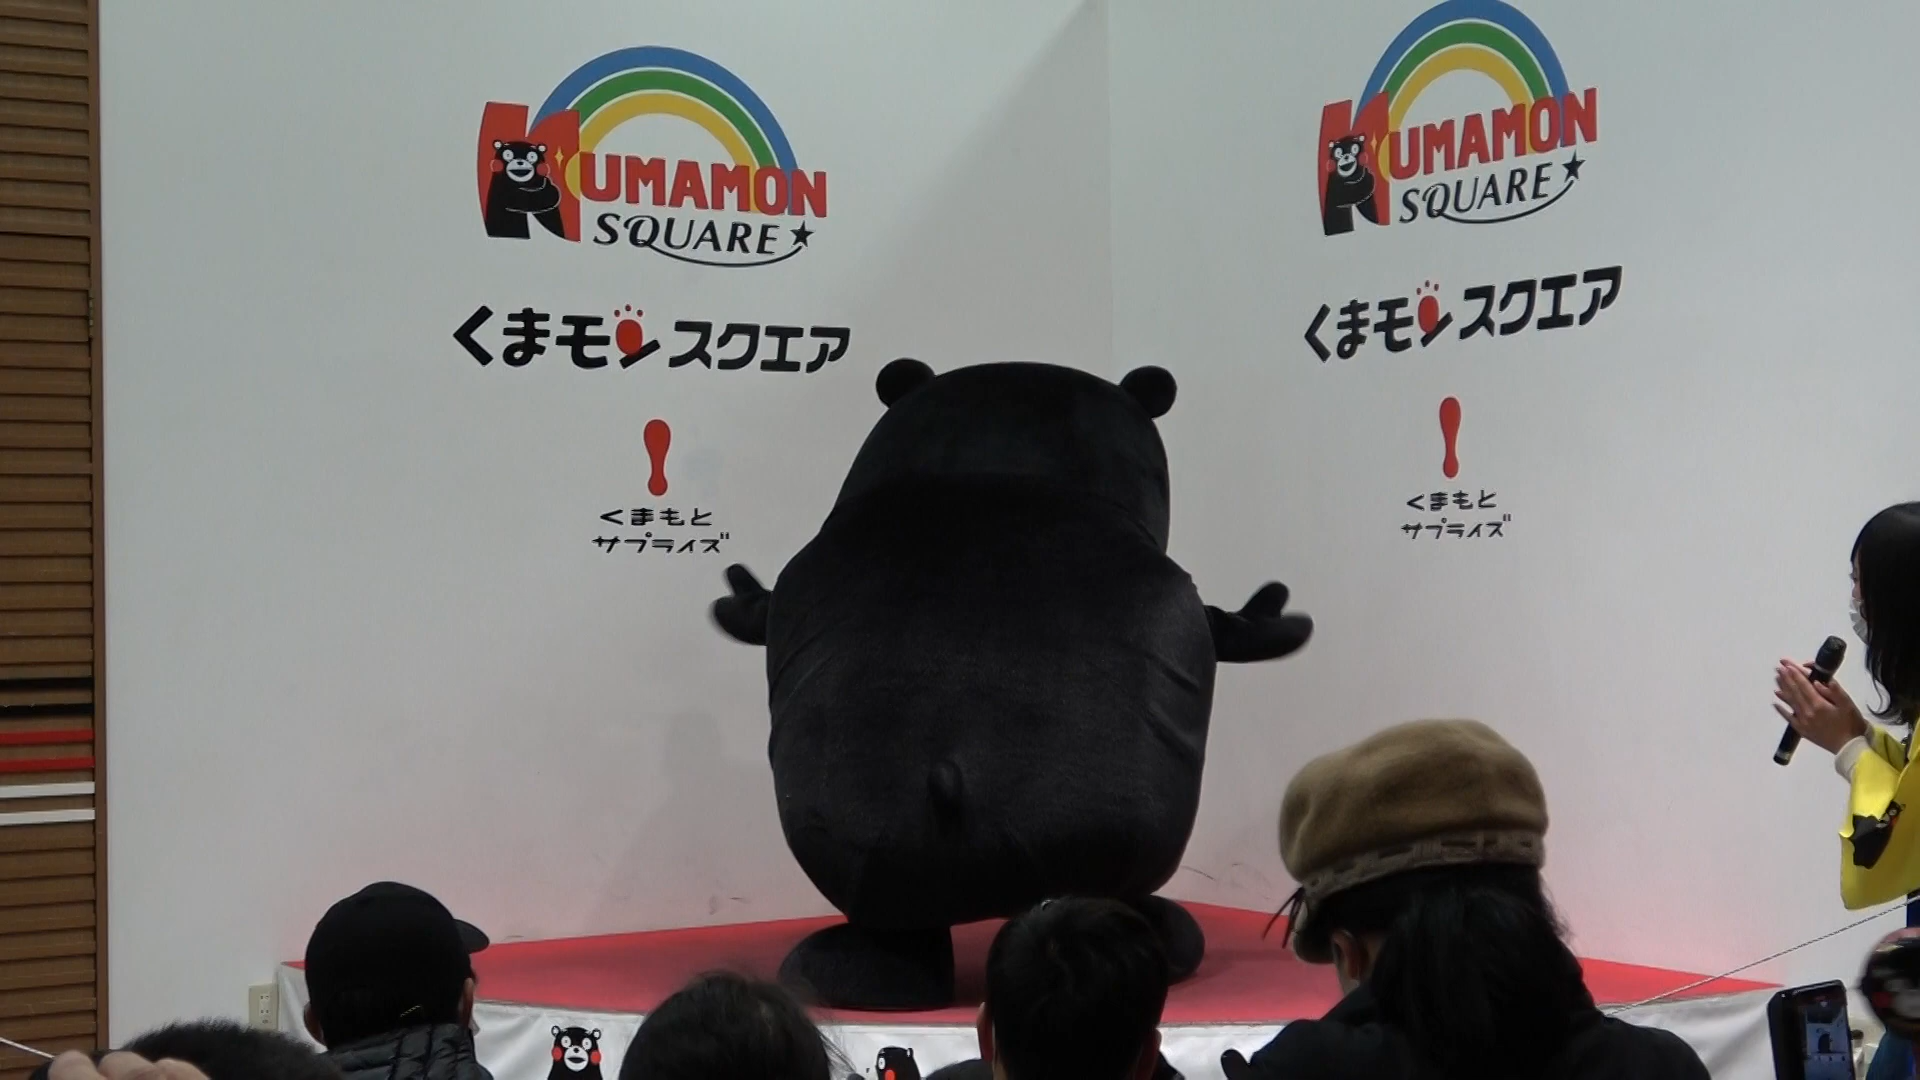 KUMAMON
SQUARE
くまモンスクエア
くまもと
サプライズ
KUMAMON
SQUARE
くまモンスクエア
くまもと
サプライズ